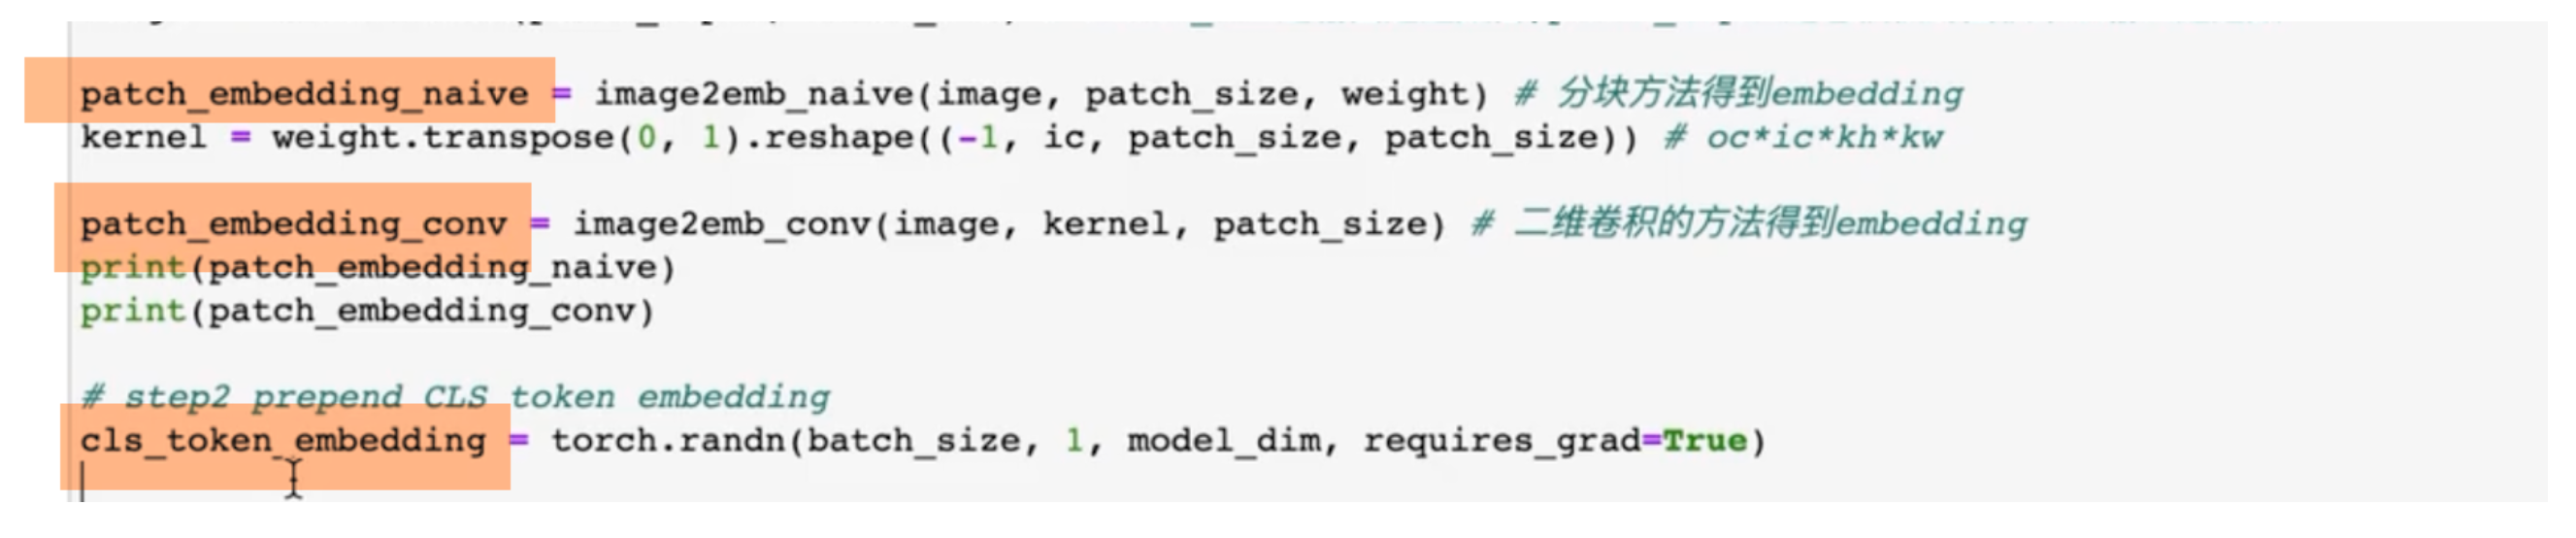 patch_embedding_naive = image2emb_naive(image, patch_size, weight) # 分块方法得到embedding
kernel = weight.transpose(0, 1).reshape((-1, ic, patch_size, patch_size)) # oc*ic*kh*kw
patch_embedding_conv = image2emb_conv(image, kernel, patch_size) # 二维卷积的方法得到embedding
print(patch_embedding_naive)
print(patch_embedding_conv)
# step2 prepend CLS token embedding
cls_token_embedding = torch.randn(batch_size, 1, model_dim, requires_grad=True)